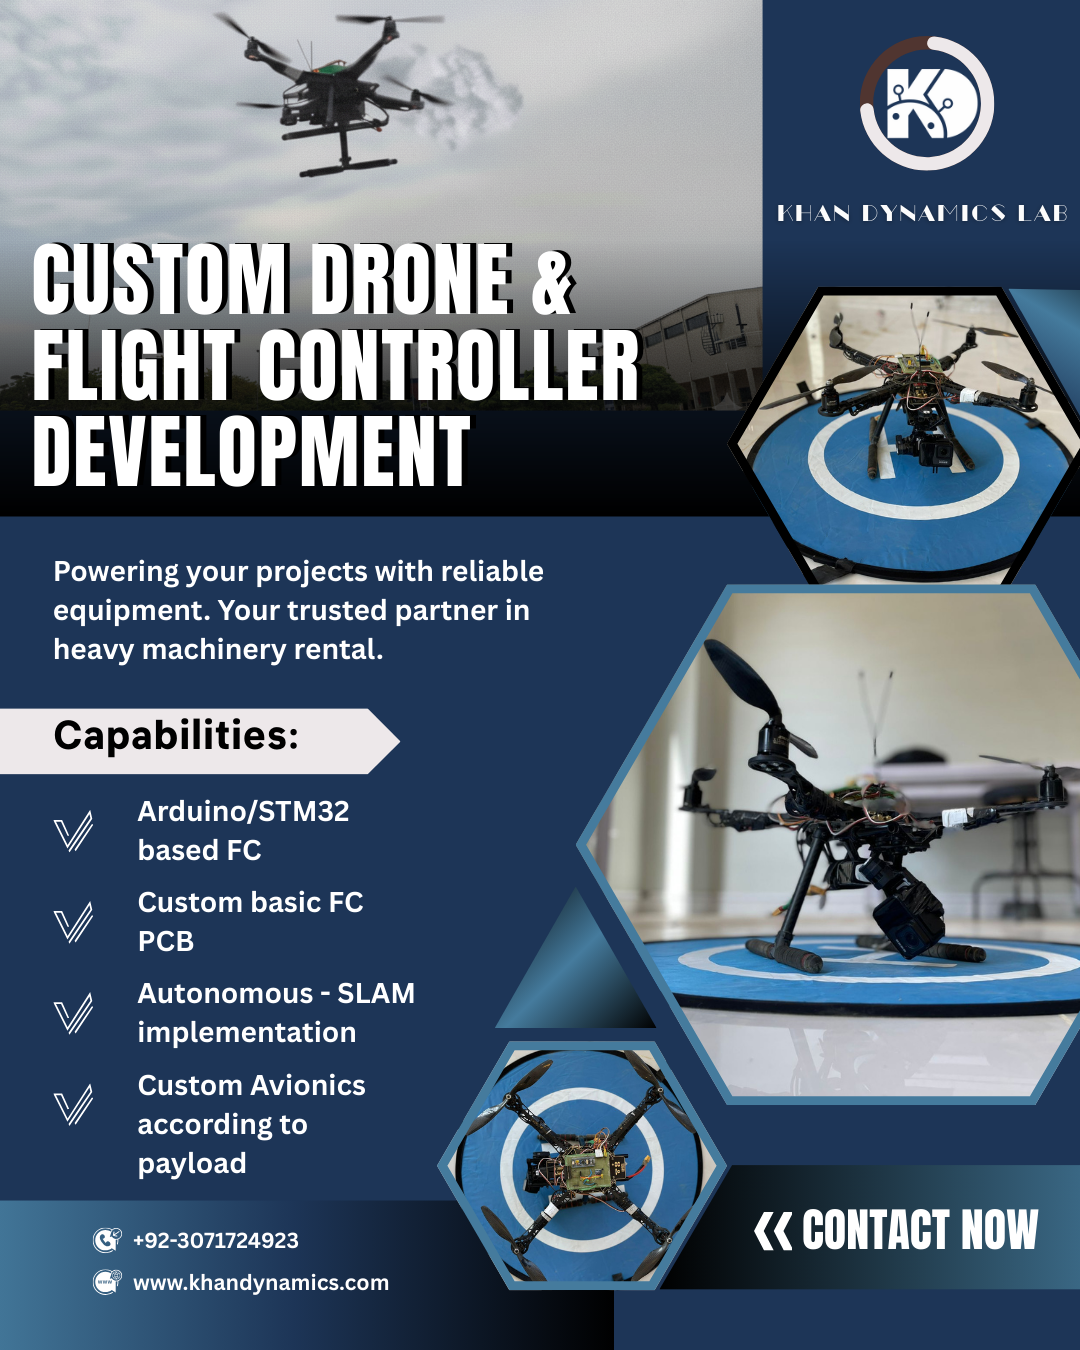 KD
KHAN DYNAMICS LAB
CUSTOM DRONE &
FLIGHT CONTROLLER
DEVELOPMENT
Powering your projects with reliable
equipment. Your trusted partner in
heavy machinery rental.
Capabilities:
Arduino/STM32
based FC
Custom basic FC
PCB
Autonomous - SLAM
implementation
Custom Avionics
according to
payload
+92-3071724923
www.khandynamics.com
CONTACT NOW